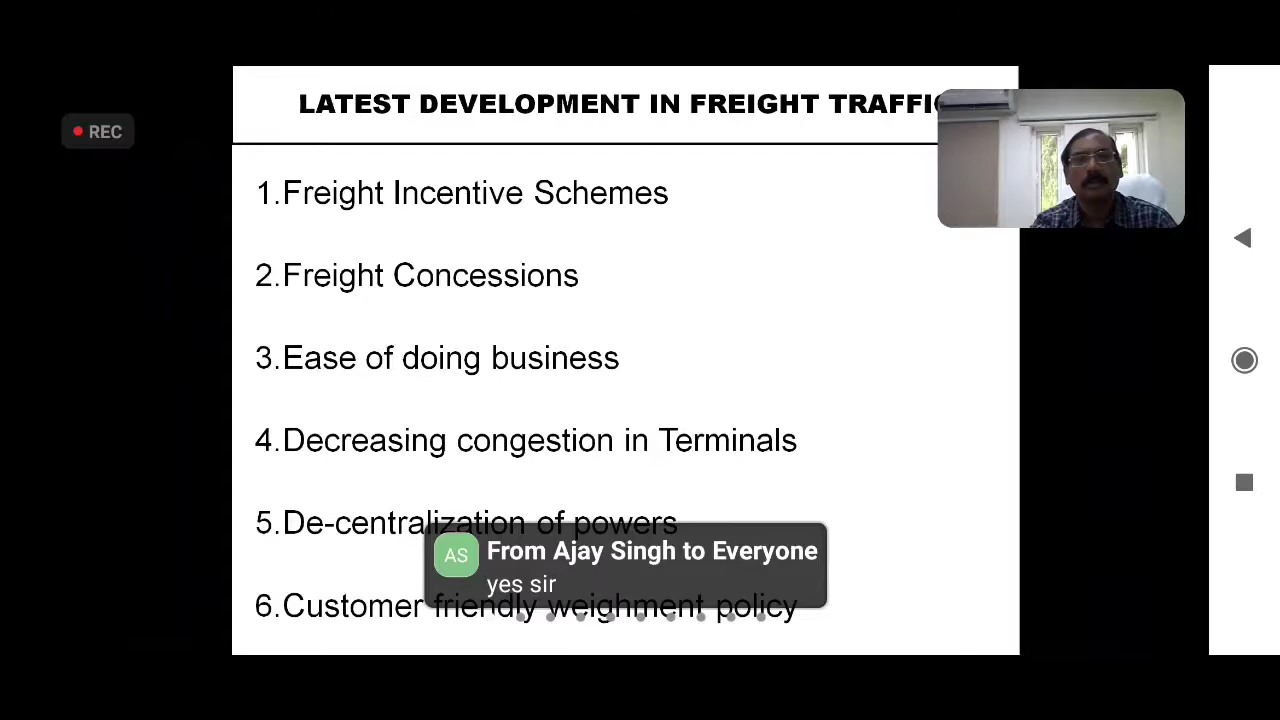 LATEST DEVELOPMENT IN FREIGHT TRAFFIC
REC
1.Freight Incentive Schemes
2.Freight Concessions
3.Ease of doing business
4.Decreasing congestion in Terminals
5.De-centralization of powers
AS
From Ajay Singh to Everyone
yes sir
6.Customer friendly weighment policy